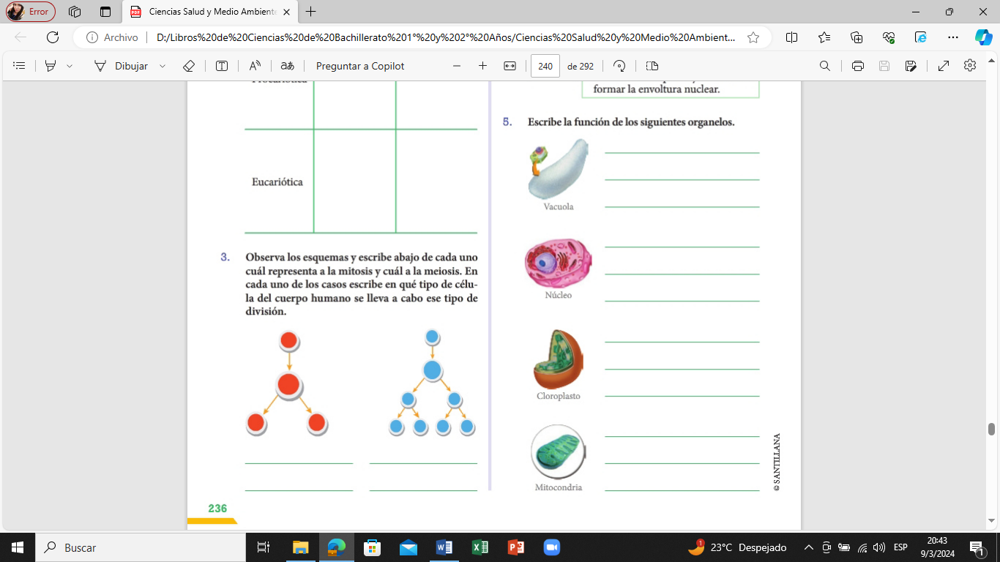 Error
Ciencias Salud y Medio Ambiente
Archivo
D:/Libros%20de%20Ciencias%20de%20Bachillerato%201°%20y%202°%20Años/Ciencias%20Salud%20y%20Medio%20Ambient...
Dibujar
aあ
Preguntar a Copilot
240
de 292
Procariótica
Eucariótica
3. Observa los esquemas y escribe abajo de cada uno
cuál representa a la mitosis y cuál a la meiosis. En
cada uno de los casos escribe en qué tipo de célu-
la del cuerpo humano se lleva a cabo ese tipo de
división.
236
formar la envoltura nuclear.
5. Escribe la función de los siguientes organelos.
Vacuola
Núcleo
Cloroplasto
Mitocondria
© SANTILLANA
Buscar
1
23°C Despejado
ESP
20:43
9/3/2024
1